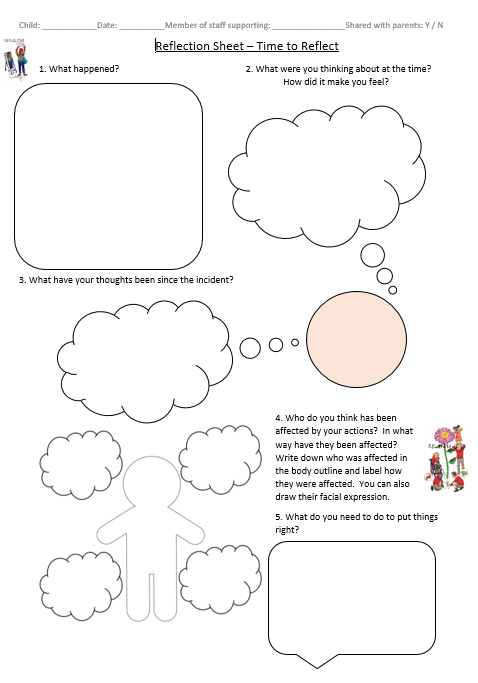 Child: ____________Date: __________Member of staff supporting: ________________Shared with parents: Y / N
Reflection Sheet – Time to Reflect
1. What happened?
2. What were you thinking about at the time?
How did it make you feel?
3. What have your thoughts been since the incident?
4. Who do you think has been
affected by your actions?  In what
way have they been affected?
Write down who was affected in
the body outline and label how
they were affected.  You can also
draw their facial expression.
5. What do you need to do to put things
right?